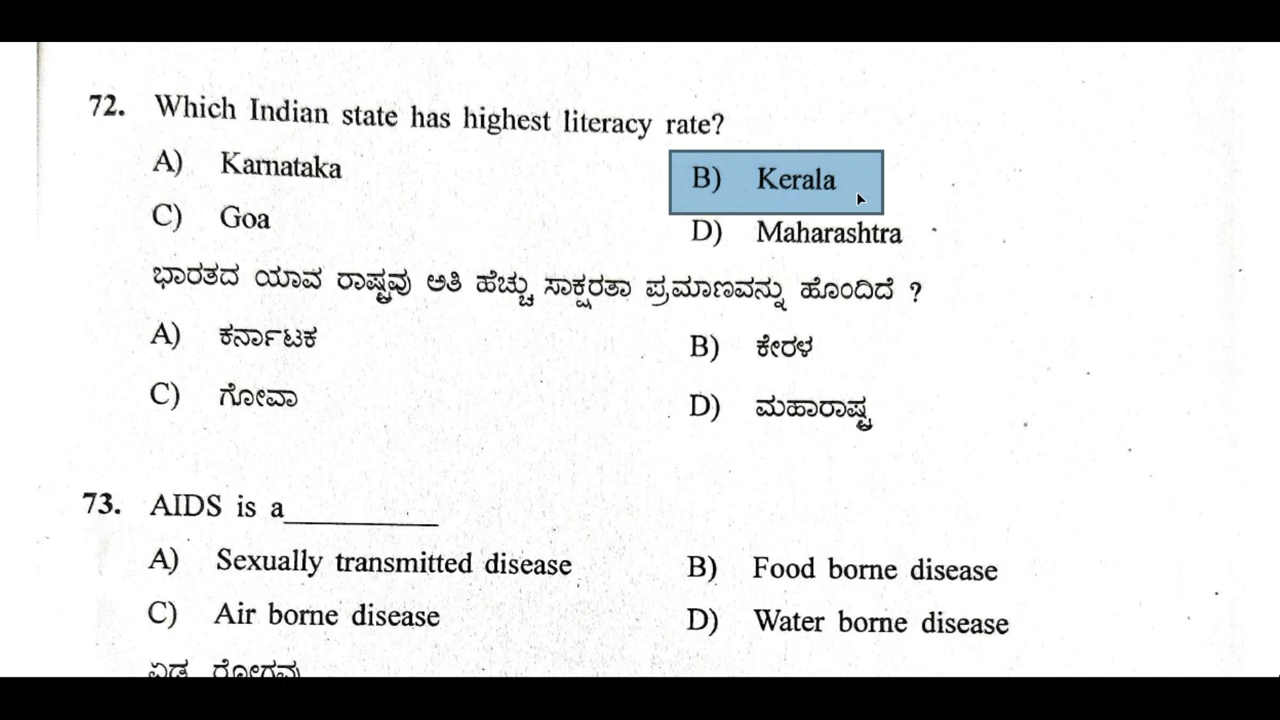 72. Which Indian state has highest literacy rate?
A) Karnataka B) Kerala
C) Goa D) Maharashtra
ಭಾರತದ ಯಾವ ರಾಷ್ಟ್ರವು ಅತಿ ಹೆಚ್ಚು ಸಾಕ್ಷರತಾ ಪ್ರಮಾಣವನ್ನು ಹೊಂದಿದೆ ?
A) ಕರ್ನಾಟಕ B) ಕೇರಳ
C) ಗೋವಾ D) ಮಹಾರಾಷ್ಟ್ರ
73. AIDS is a__________
A) Sexually transmitted disease B) Food borne disease
C) Air borne disease D) Water borne disease